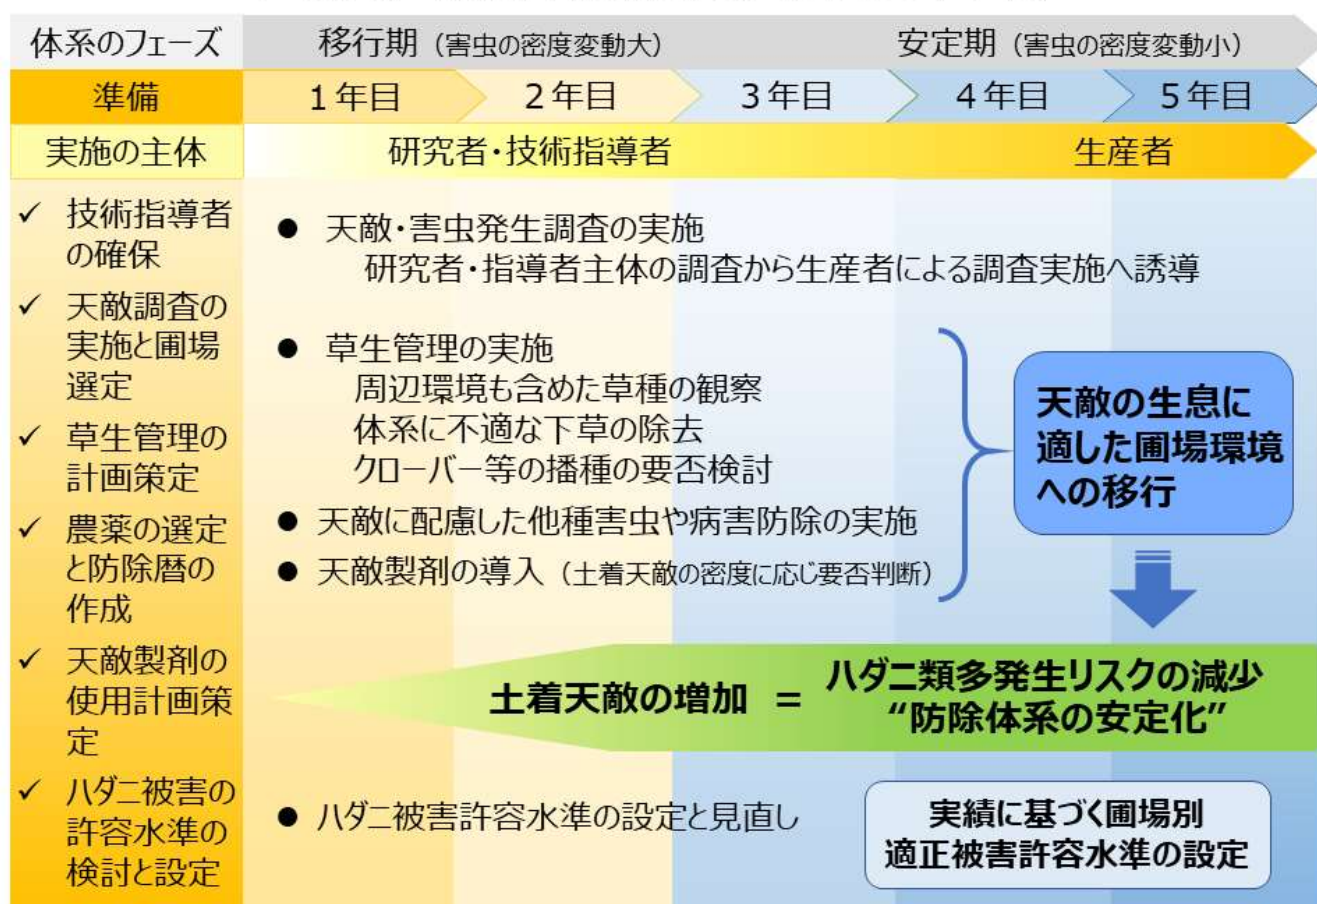 体系のフェーズ 移行期（害虫の密度変動大） 安定期（害虫の密度変動小）
準備 1年目 2年目 3年目 4年目 5年目
実施の主体 研究者・技術指導者 生産者
✓ 技術指導者
の確保
✓ 天敵調査の
実施と圃場
選定
✓ 草生管理の
計画策定
✓ 農薬の選定
と防除暦の
作成
✓ 天敵製剤の
使用計画策
定
✓ ハダニ被害の
許容水準の
検討と設定
● 天敵・害虫発生調査の実施
研究者・指導者主体の調査から生産者による調査実施へ誘導
● 草生管理の実施
周辺環境も含めた草種の観察
体系に不適な下草の除去
クローバー等の播種の要否検討
● 天敵に配慮した他種害虫や病害防除の実施
● 天敵製剤の導入（土着天敵の密度に応じ要否判断）
天敵の生息に
適した圃場環境
への移行
土着天敵の増加 ＝ ハダニ類多発生リスクの減少
“防除体系の安定化”
● ハダニ被害許容水準の設定と見直し
実績に基づく圃場別
適正被害許容水準の設定